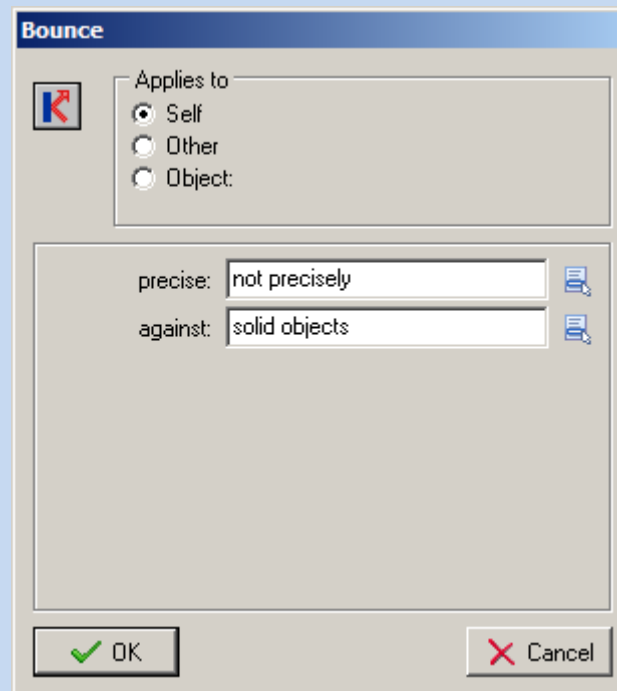 Bounce
Applies to
Self
Other
Object:
precise: not precisely
against: solid objects
OK Cancel